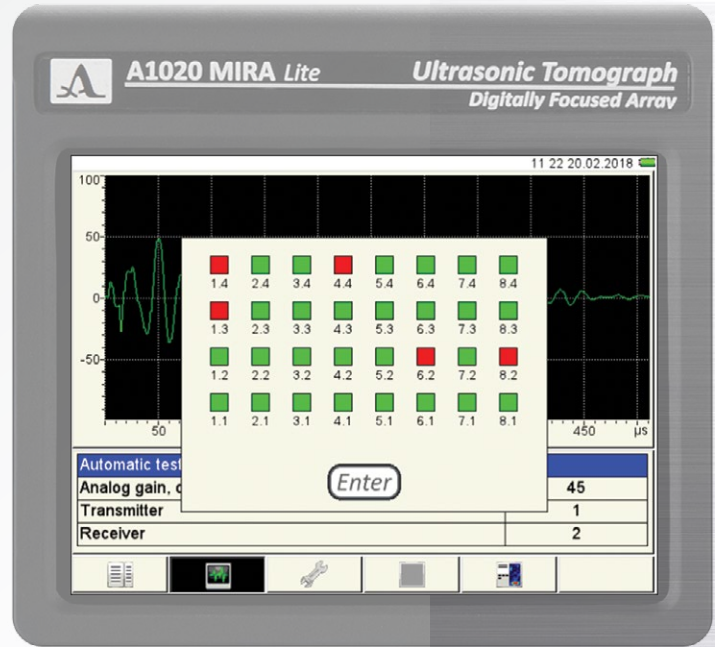 A1020 MIRA Lite
Ultrasonic Tomograph
Digitally Focused Array
11 22 20.02.2018
100
50
0
-50
1.4 2.4 3.4 4.4 5.4 6.4 7.4 8.4
1.3 2.3 3.3 4.3 5.3 6.3 7.3 8.3
1.2 2.2 3.2 4.2 5.2 6.2 7.2 8.2
1.1 2.1 3.1 4.1 5.1 6.1 7.1 8.1
50 450 µs
Enter
Automatic test
Analog gain, 45
Transmitter 1
Receiver 2